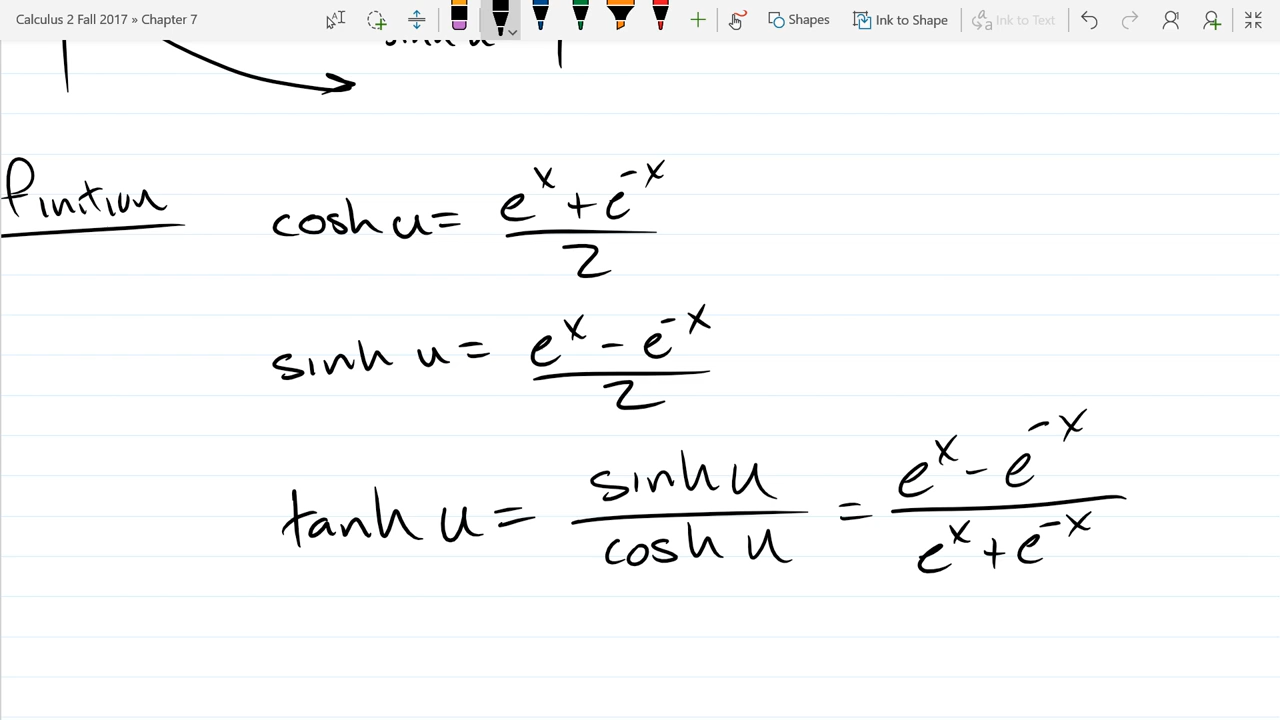 Calculus 2 Fall 2017 » Chapter 7 Shapes Ink to Shape Ink to Text
sinh u
finition
cosh u = (e^x + e^-x)/2
sinh u = (e^x - e^-x)/2
tanh u = (sinh u)/(cosh u) = (e^x - e^-x)/(e^x + e^-x)